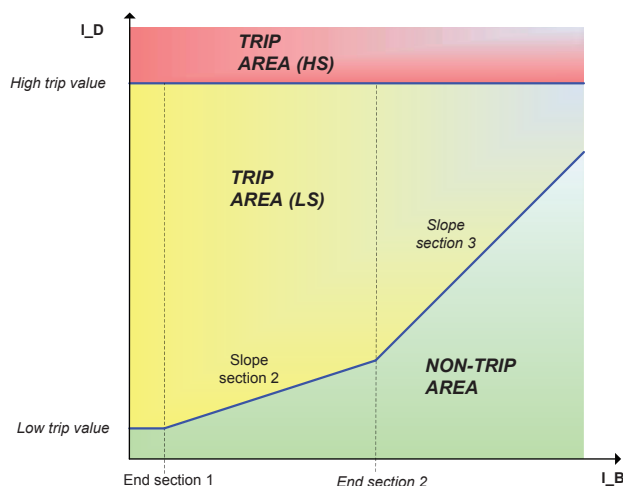 I_D
TRIP
AREA (HS)
High trip value
TRIP
AREA (LS)
Slope
section 3
Slope
section 2
NON-TRIP
AREA
Low trip value
End section 1
End section 2
I_B